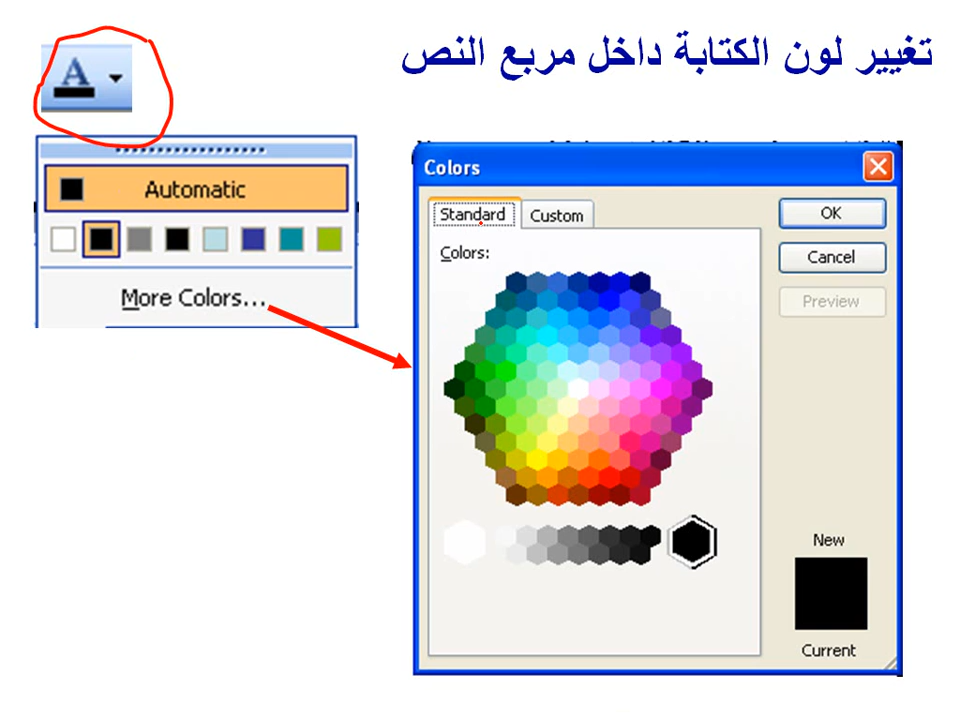 تغيير لون الكتابة داخل مربع النص
A
Automatic
More Colors...
Colors
Standard
Custom
Colors:
OK
Cancel
Preview
New
Current